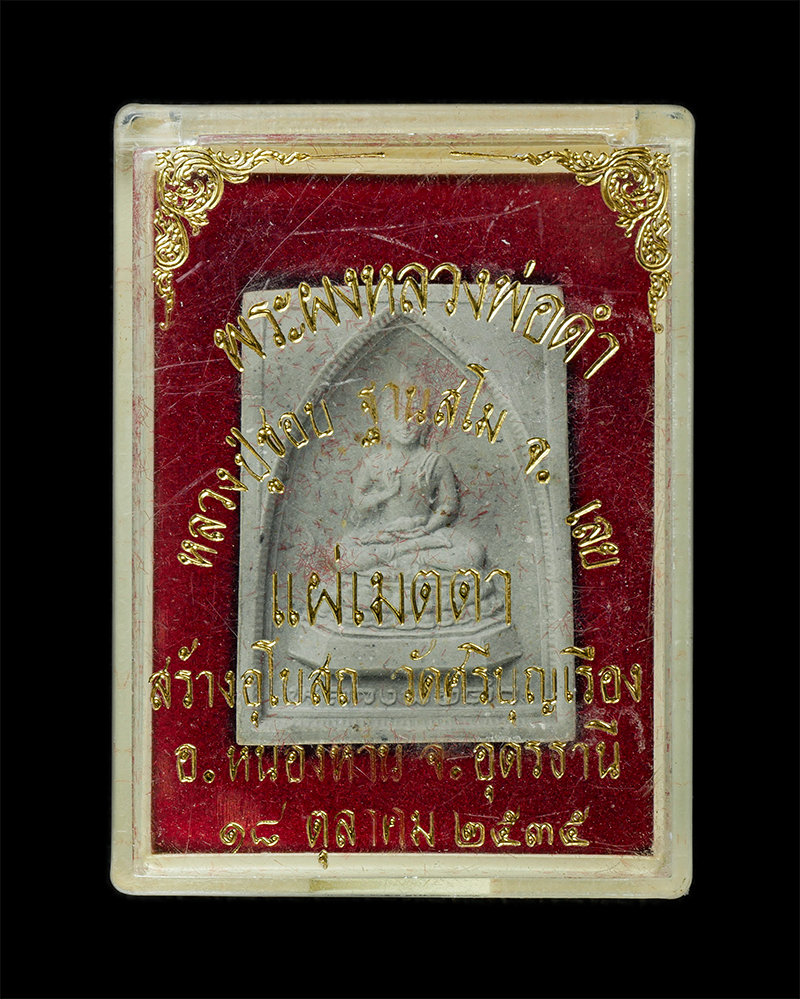 พระผงหลวงพ่อดำ
หลวงปู่ชอบ ฐานสโม จ. เลย
แผ่เมตตา
สร้างอุโบสถ วัดศรีบุญเรือง
อ. หนองหาน จ. อุดรธานี
๑๘ ตุลาคม ๒๕๓๕